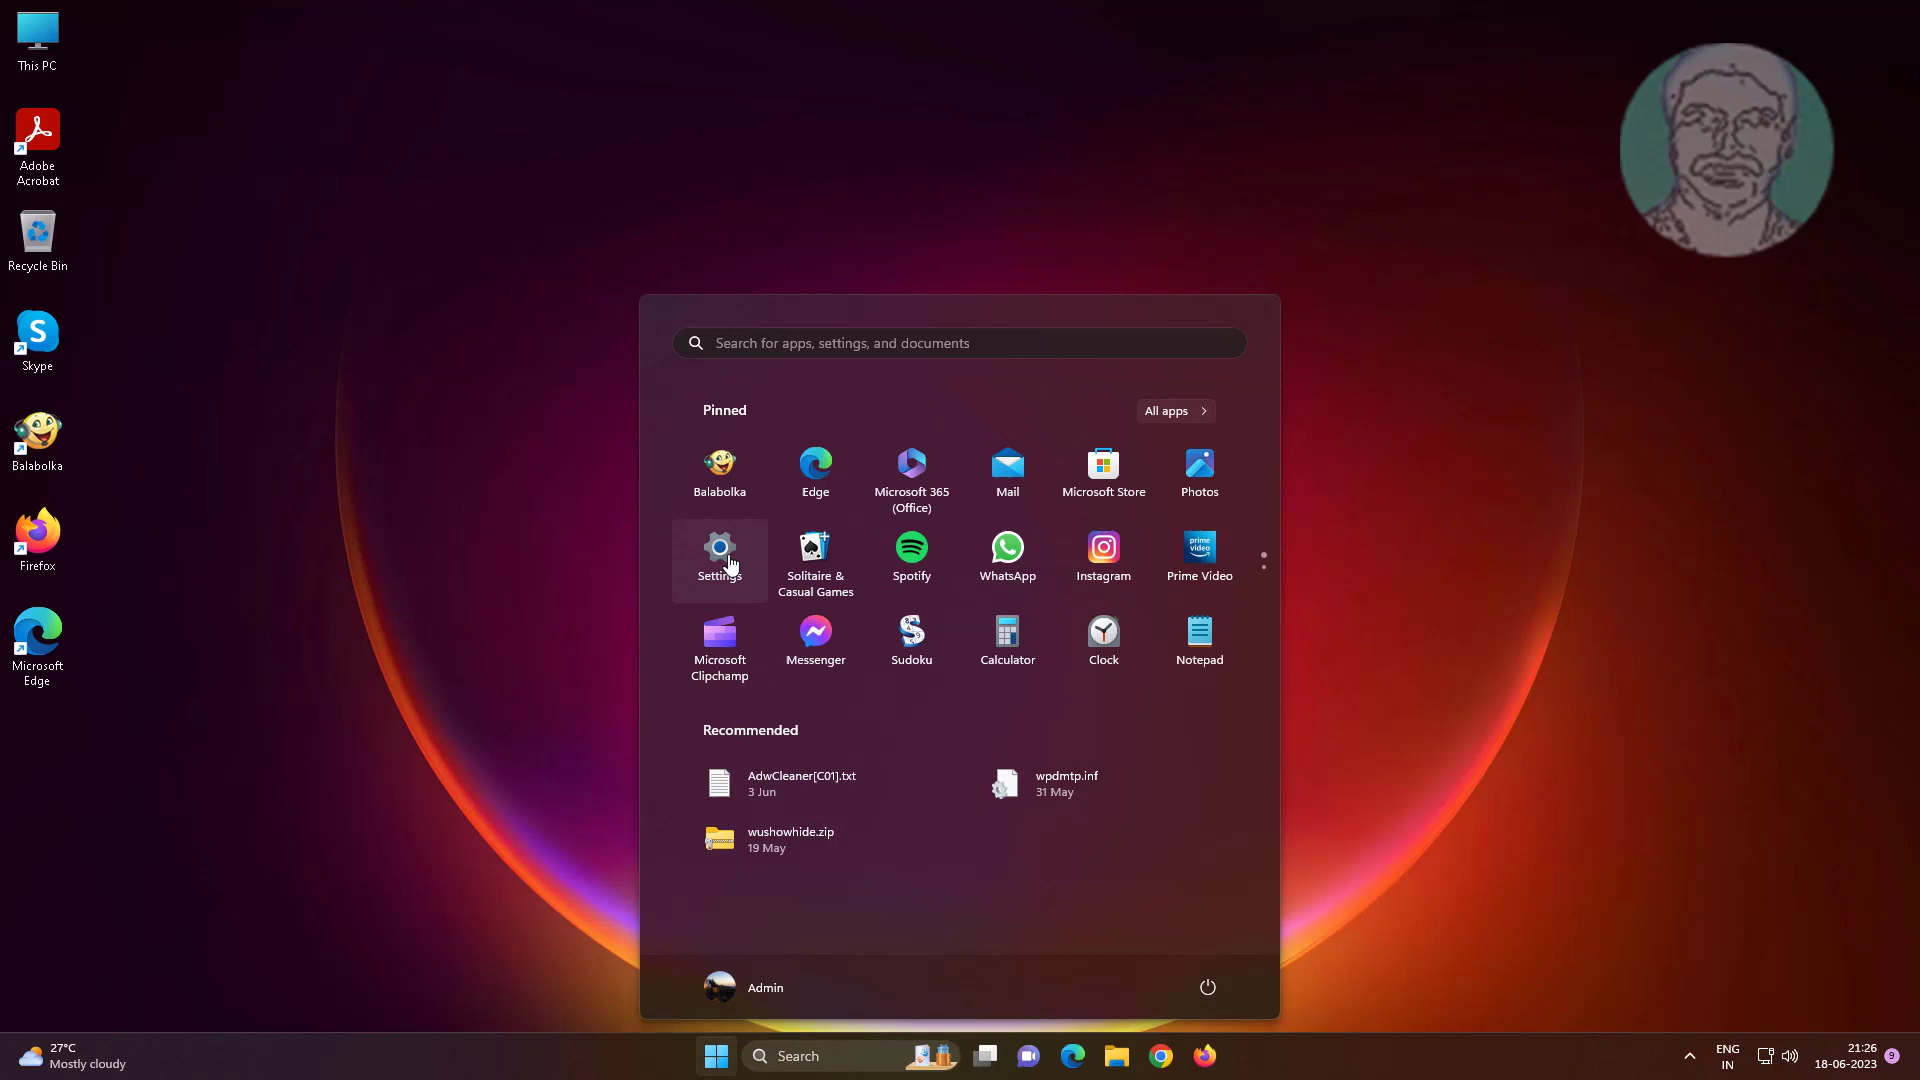 This PC
Adobe
Acrobat
Recycle Bin
Skype
Balabolka
Firefox
Microsoft
Edge
Search for apps, settings, and documents
Pinned
All apps
Balabolka
Edge
Microsoft 365
(Office)
Mail
Microsoft Store
Photos
Settings
Solitaire &
Casual Games
Spotify
WhatsApp
Instagram
prime
video
Prime Video
Microsoft
Clipchamp
Messenger
Sudoku
Calculator
Clock
Notepad
Recommended
AdwCleaner[C01].txt
3 Jun
wpdmtp.inf
31 May
wushowhide.zip
19 May
Admin
27°C
Mostly cloudy
Search
ENG
IN
21:26
18-06-2023
9